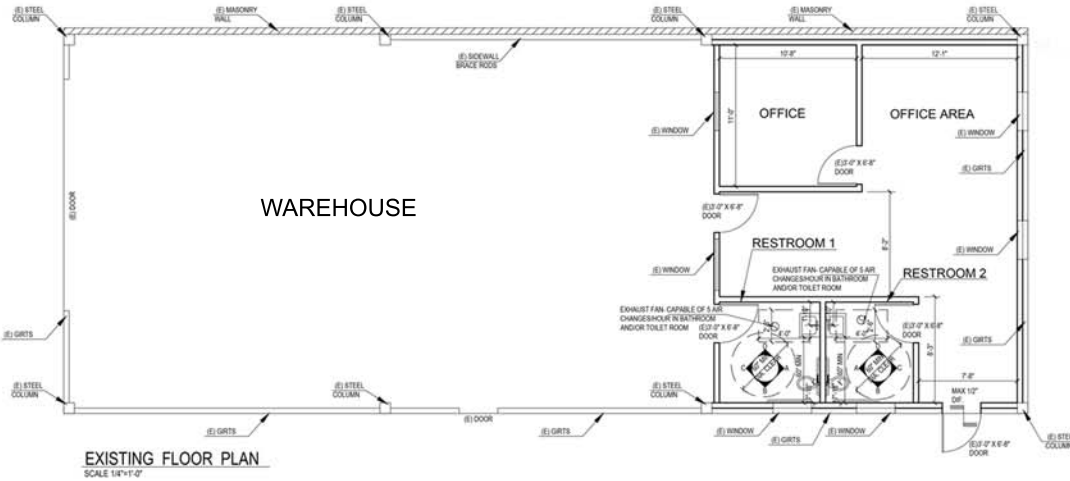 (E) STEEL
COLUMN
(E) MASONRY
WALL
(E) STEEL
COLUMN
(E) STEEL
COLUMN
(E) MASONRY
WALL
(E) STEEL
COLUMN
(E) SIDEWALL
BRACE RODS
10'-8"
12'-1"
11'-0"
OFFICE
OFFICE AREA
(E) WINDOW
(E) WINDOW
(E)3'-0" X 6'-8"
DOOR
(E) GIRTS
(E) DOOR
WAREHOUSE
(E)3'-0" X 6'-8"
DOOR
RESTROOM 1
8'-2"
(E) WINDOW
(E) WINDOW
EXHAUST FAN- CAPABLE OF 5 AIR
CHANGES/HOUR IN BATHROOM
AND/OR TOILET ROOM
RESTROOM 2
EXHAUST FAN- CAPABLE OF 5 AIR
CHANGES/HOUR IN BATHROOM
AND/OR TOILET ROOM
(E)3'-0" X 6'-8"
DOOR
(E)3'-0" X 6'-8"
DOOR
(E) GIRTS
(E) GIRTS
8'-3"
7'-8"
MAX 1/2"
DIF.
(E) STEEL
COLUMN
(E) STEEL
COLUMN
(E) STEEL
COLUMN
(E) GIRTS
(E) DOOR
(E) GIRTS
(E) WINDOW
(E) GIRTS
(E) WINDOW
(E)3'-0" X 6'-8"
DOOR
(E) STE
COLUM
EXISTING FLOOR PLAN
SCALE 1/4"=1'-0"